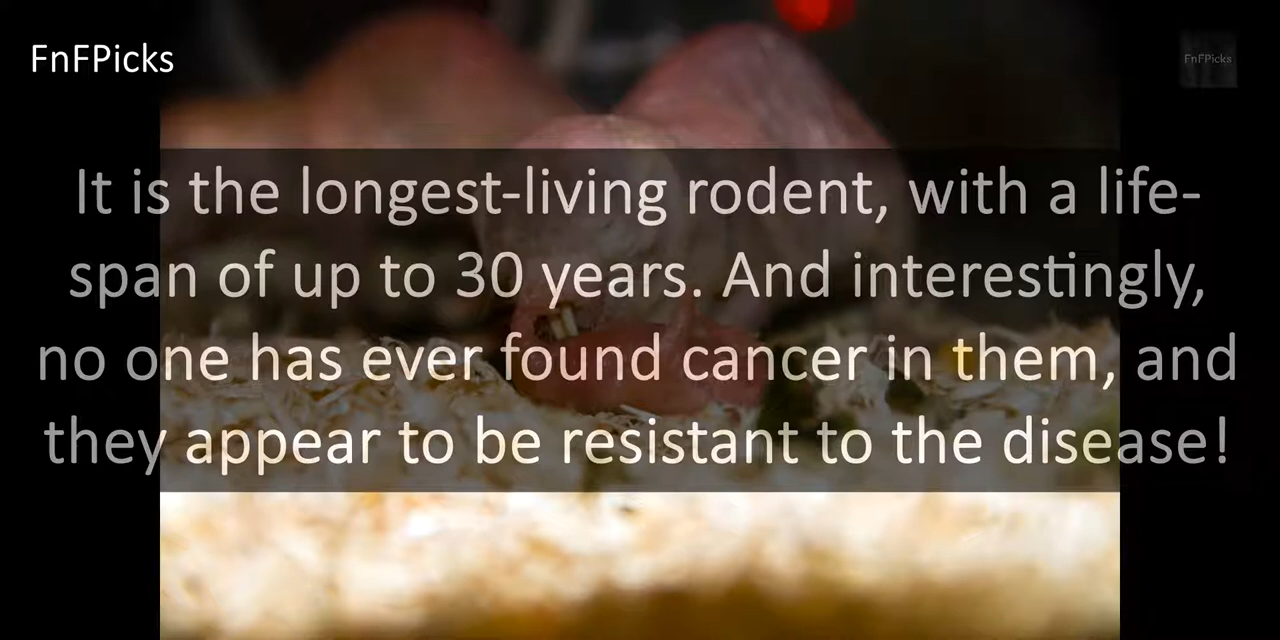 FnFPicks
FnFPicks
It is the longest-living rodent, with a life-
span of up to 30 years. And interestingly,
no one has ever found cancer in them, and
they appear to be resistant to the disease!